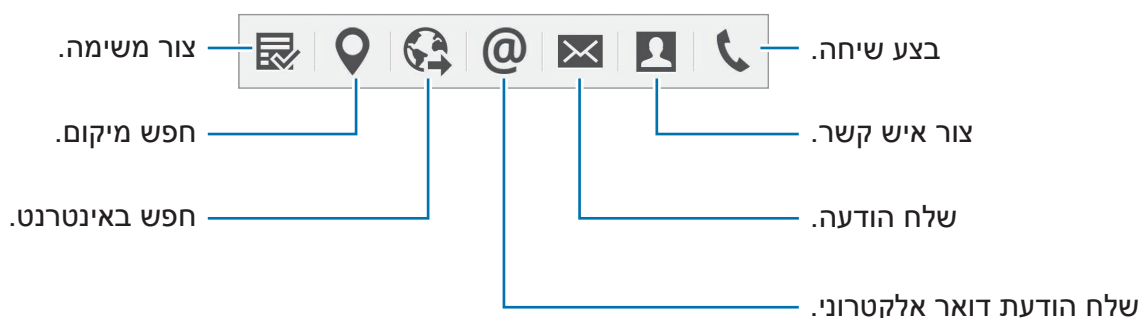 בצע שיחה.
צור איש קשר.
שלח הודעה.
שלח הודעת דואר אלקטרוני.
צור משימה.
חפש מיקום.
חפש באינטרנט.